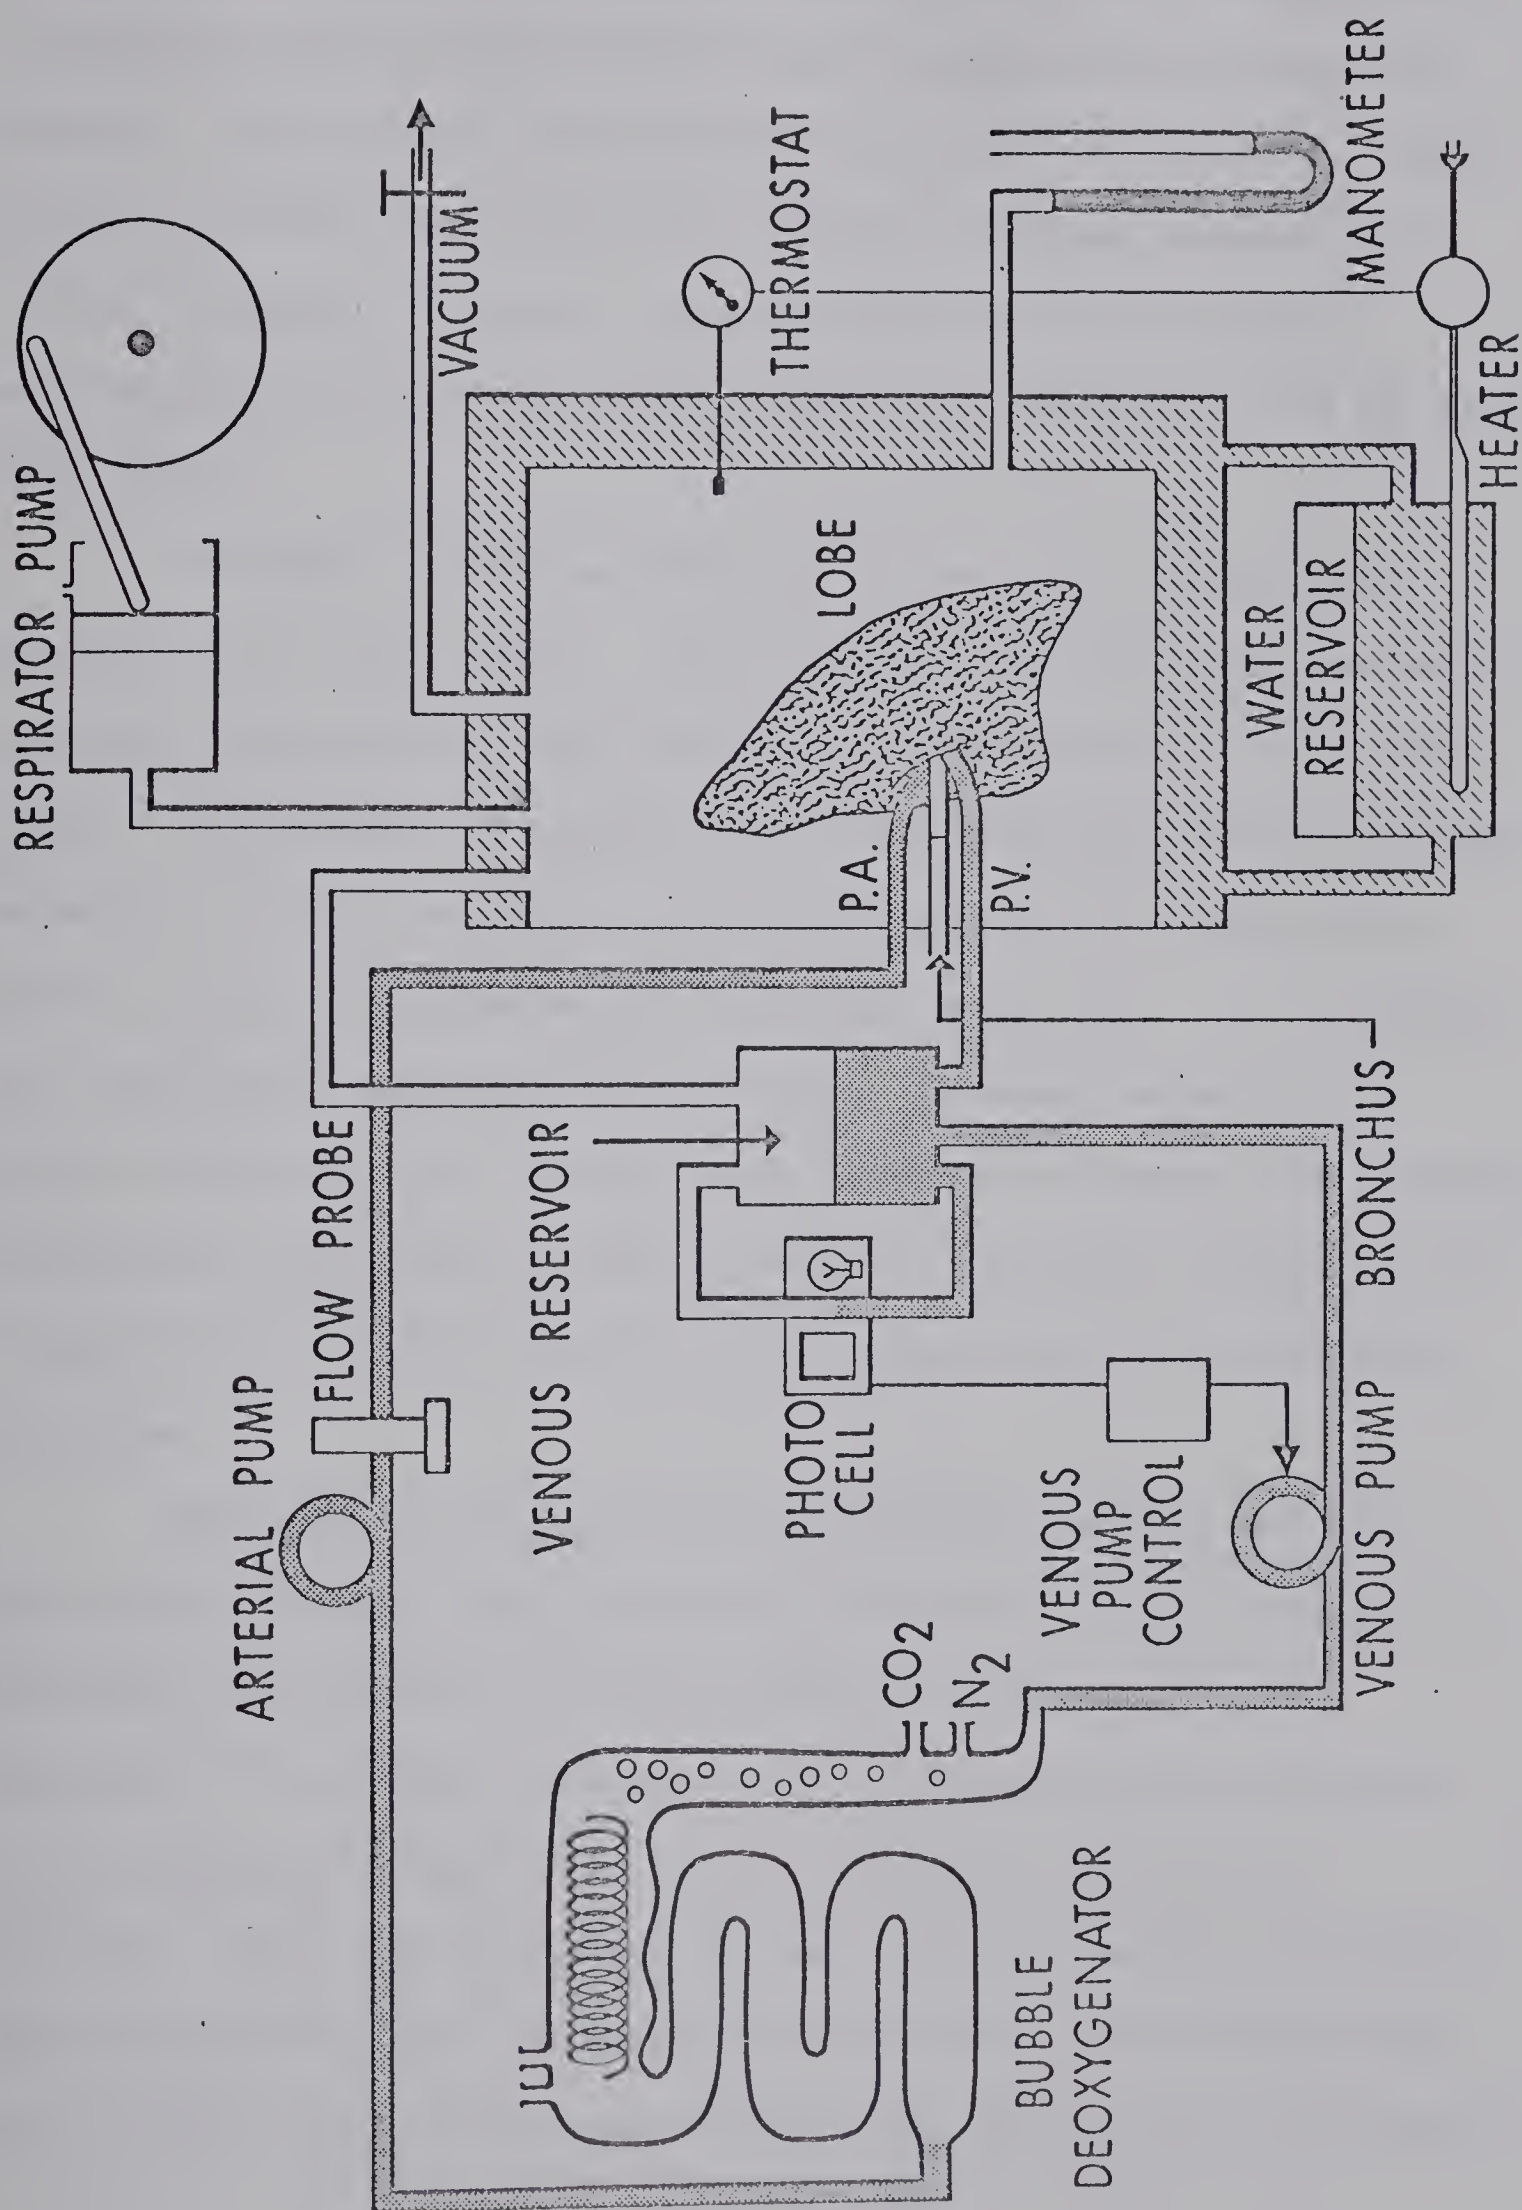 RESPIRATOR PUMP
VACUUM
THERMOSTAT
MANOMETER
HEATER
WATER
RESERVOIR
LOBE
P.A.
P.V.
BRONCHUS
FLOW PROBE
ARTERIAL PUMP
VENOUS RESERVOIR
PHOTO
CELL
VENOUS
PUMP
CONTROL
VENOUS PUMP
CO2
N2
BUBBLE
DEOXYGENATOR